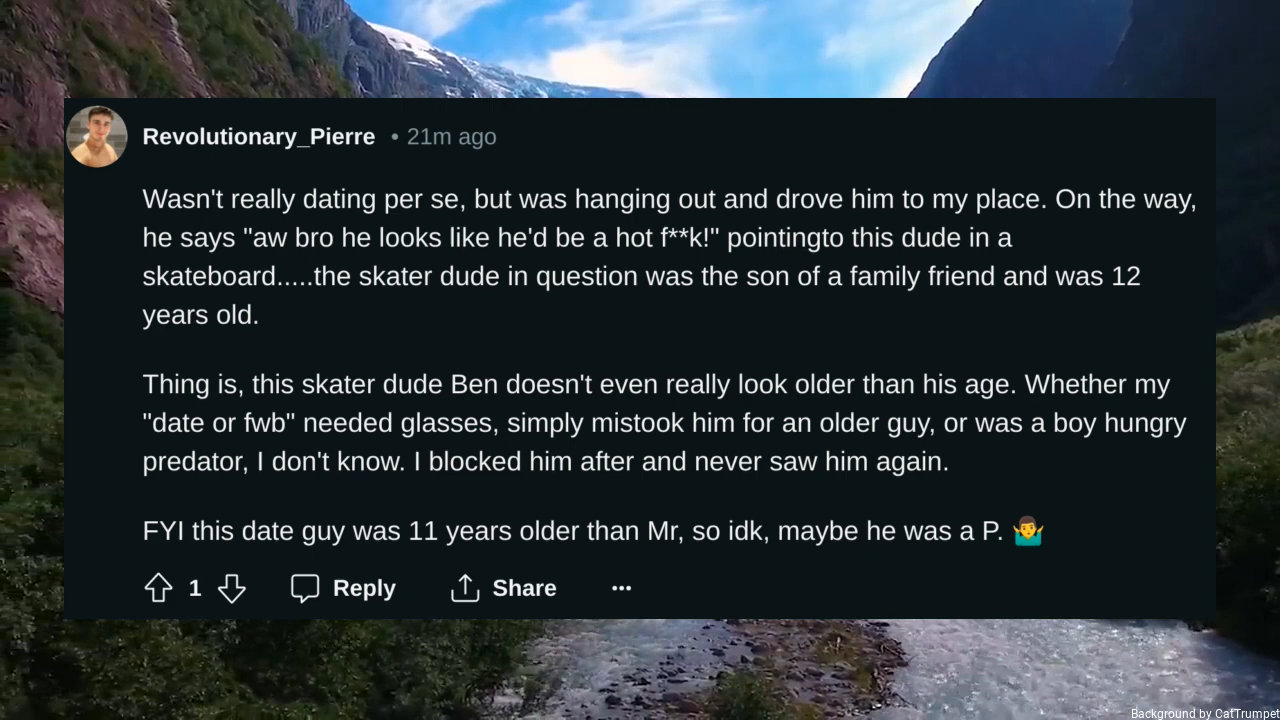 Revolutionary_Pierre • 21m ago
Wasn't really dating per se, but was hanging out and drove him to my place. On the way,
he says "aw bro he looks like he'd be a hot f**k!" pointingto this dude in a
skateboard.....the skater dude in question was the son of a family friend and was 12
years old.
Thing is, this skater dude Ben doesn't even really look older than his age. Whether my
"date or fwb" needed glasses, simply mistook him for an older guy, or was a boy hungry
predator, I don't know. I blocked him after and never saw him again.
FYI this date guy was 11 years older than Mr, so idk, maybe he was a P. 🤷‍♂️
1 Reply Share ···
Background by CatTrumpet